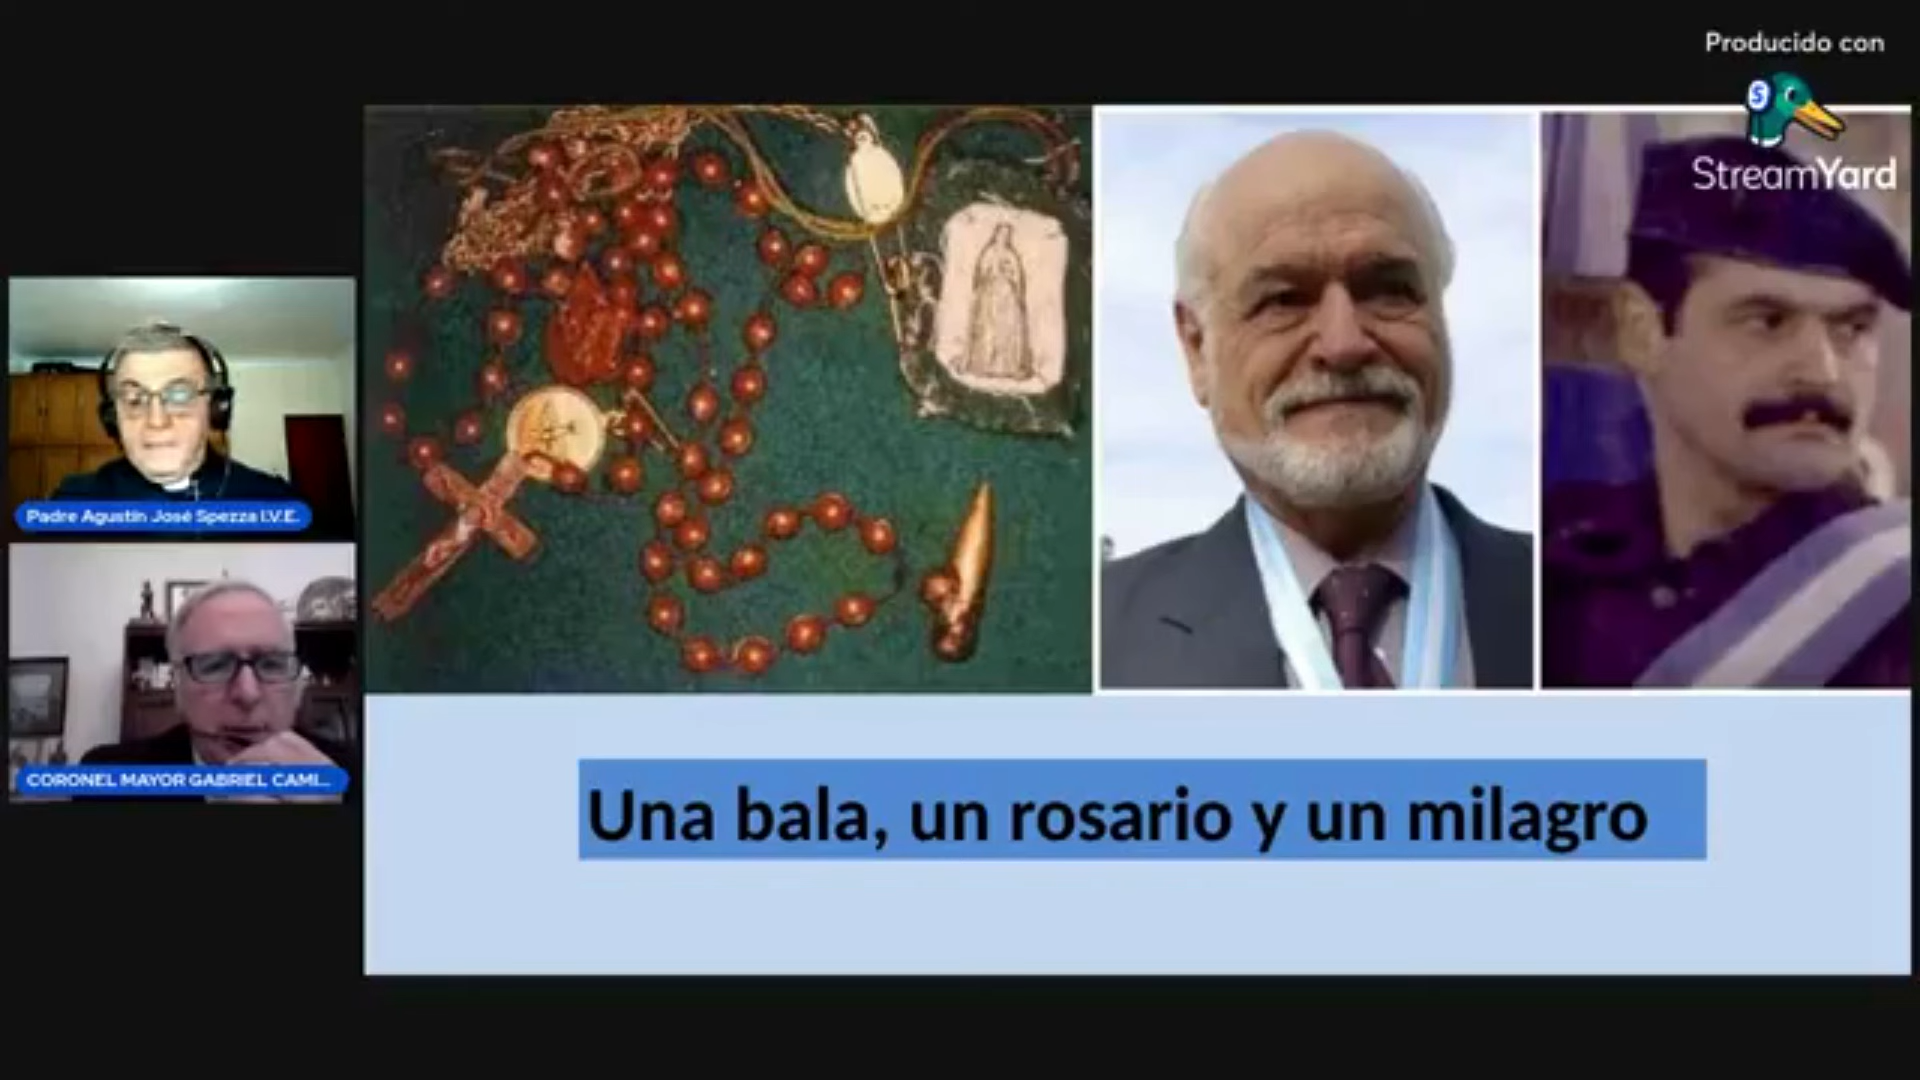 Producido con
StreamYard
Padre Agustín José Spezza I.V.E.
CORONEL MAYOR GABRIEL CAMI...
Una bala, un rosario y un milagro